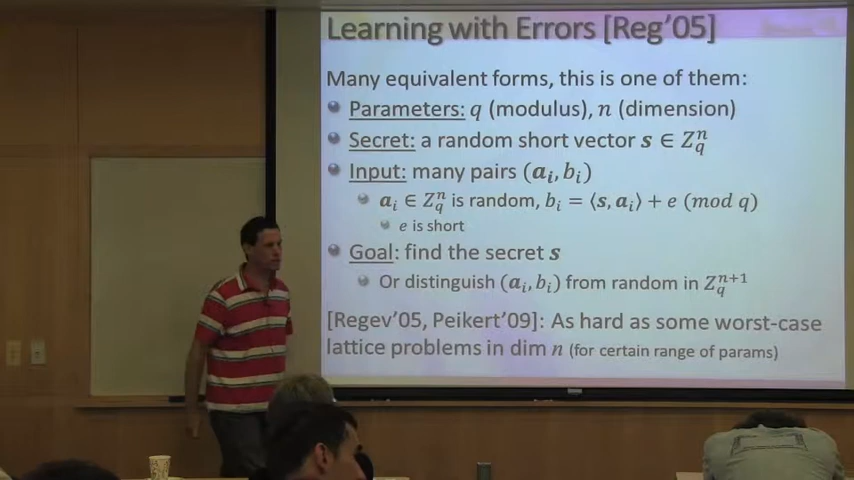 Learning with Errors [Reg'05]
Many equivalent forms, this is one of them:
Parameters: q (modulus), n (dimension)
Secret: a random short vector s ∈ Z_q^n
Input: many pairs (a_i, b_i)
a_i ∈ Z_q^n is random, b_i = ⟨s, a_i⟩ + e (mod q)
e is short
Goal: find the secret s
Or distinguish (a_i, b_i) from random in Z_q^{n+1}
[Regev'05, Peikert'09]: As hard as some worst-case
lattice problems in dim n (for certain range of params)